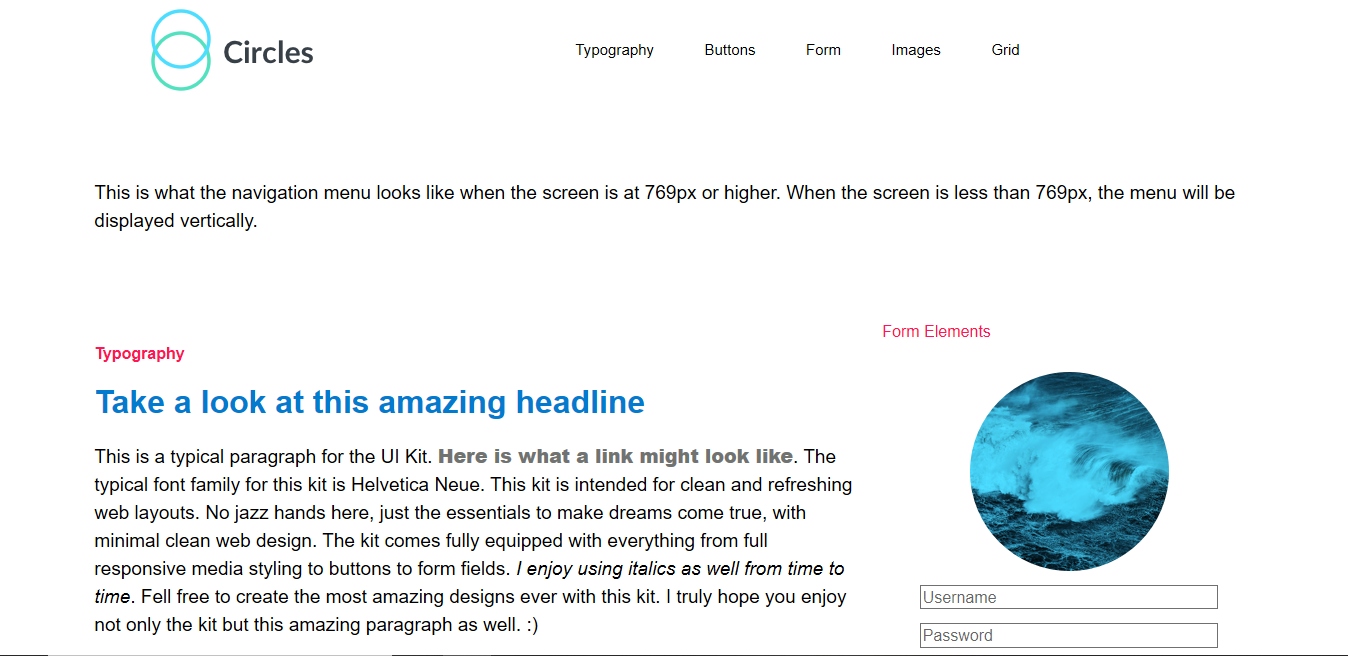 Circles
Typography Buttons Form Images Grid
This is what the navigation menu looks like when the screen is at 769px or higher. When the screen is less than 769px, the menu will be
displayed vertically.
Typography
Take a look at this amazing headline
This is a typical paragraph for the UI Kit. Here is what a link might look like. The
typical font family for this kit is Helvetica Neue. This kit is intended for clean and refreshing
web layouts. No jazz hands here, just the essentials to make dreams come true, with
minimal clean web design. The kit comes fully equipped with everything from full
responsive media styling to buttons to form fields. I enjoy using italics as well from time to
time. Fell free to create the most amazing designs ever with this kit. I truly hope you enjoy
not only the kit but this amazing paragraph as well. :)
Form Elements
Username
Password